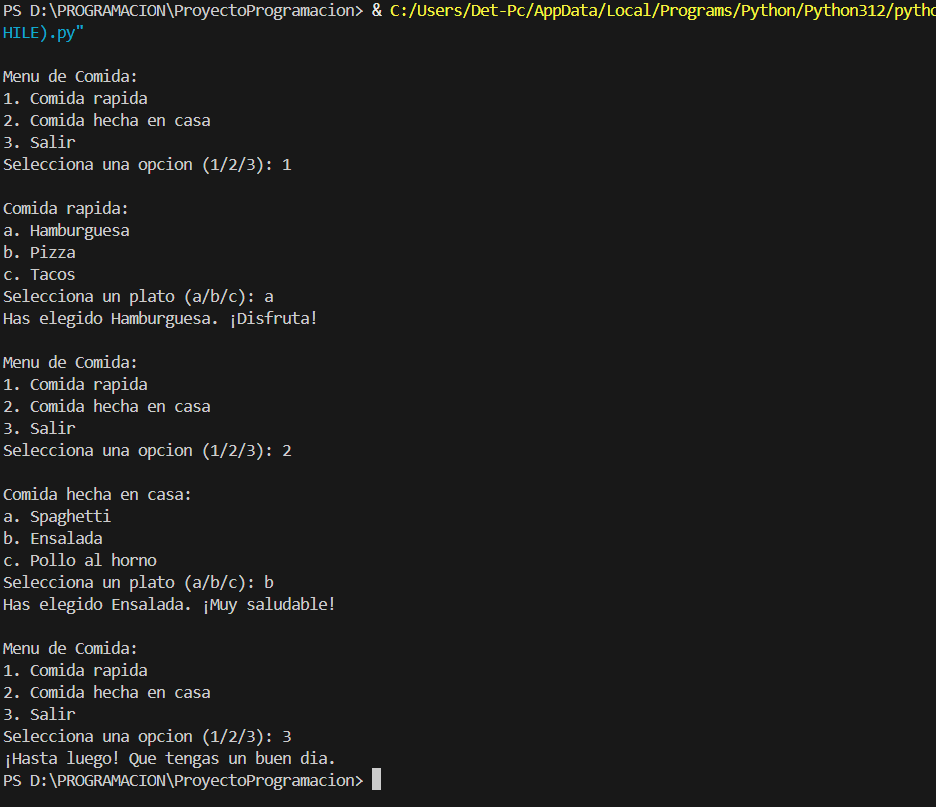 PS D:\PROGRAMACION\ProyectoProgramacion> & C:/Users/Det-Pc/AppData/Local/Programs/Python/Python312/pytho
HILE).py"
Menu de Comida:
1. Comida rapida
2. Comida hecha en casa
3. Salir
Selecciona una opcion (1/2/3): 1
Comida rapida:
a. Hamburguesa
b. Pizza
c. Tacos
Selecciona un plato (a/b/c): a
Has elegido Hamburguesa. ¡Disfruta!
Menu de Comida:
1. Comida rapida
2. Comida hecha en casa
3. Salir
Selecciona una opcion (1/2/3): 2
Comida hecha en casa:
a. Spaghetti
b. Ensalada
c. Pollo al horno
Selecciona un plato (a/b/c): b
Has elegido Ensalada. ¡Muy saludable!
Menu de Comida:
1. Comida rapida
2. Comida hecha en casa
3. Salir
Selecciona una opcion (1/2/3): 3
¡Hasta luego! Que tengas un buen dia.
PS D:\PROGRAMACION\ProyectoProgramacion>